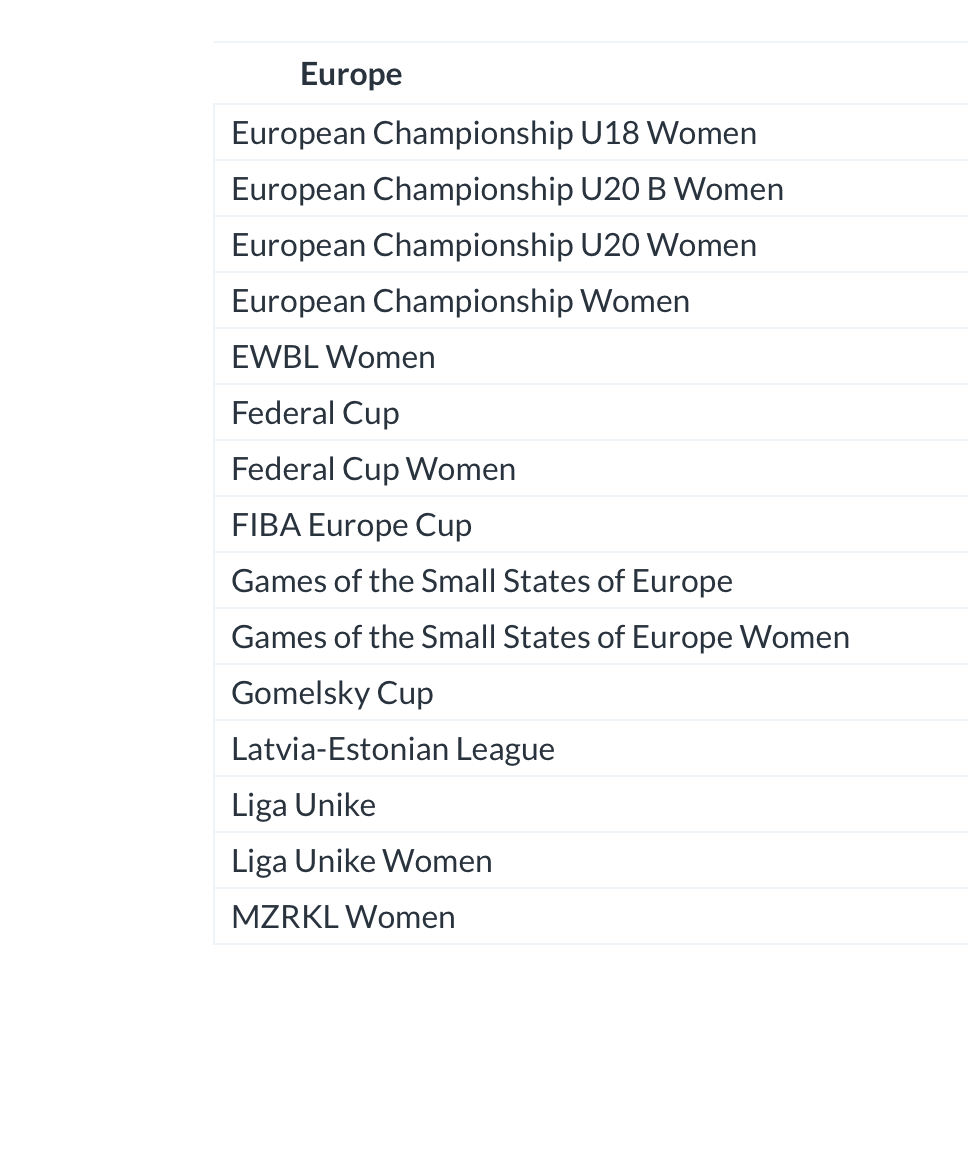 Europe
European Championship U18 Women
European Championship U20 B Women
European Championship U20 Women
European Championship Women
EWBL Women
Federal Cup
Federal Cup Women
FIBA Europe Cup
Games of the Small States of Europe
Games of the Small States of Europe Women
Gomelsky Cup
Latvia-Estonian League
Liga Unike
Liga Unike Women
MZRKL Women